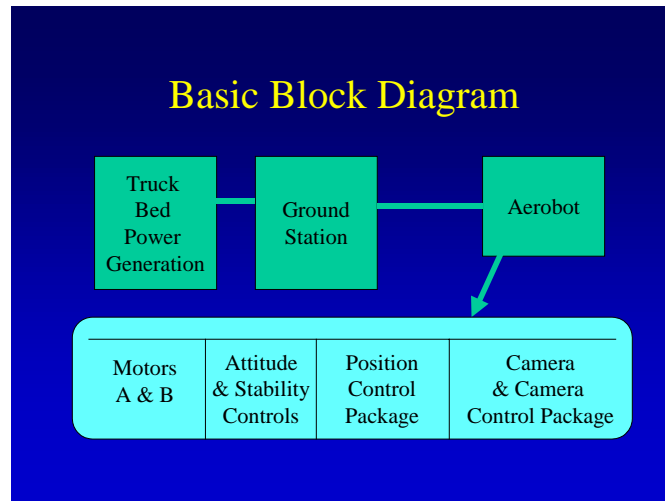 Basic Block Diagram
Truck
Bed
Power
Generation
Ground
Station
Aerobot
Motors
A & B
Attitude
& Stability
Controls
Position
Control
Package
Camera
& Camera
Control Package